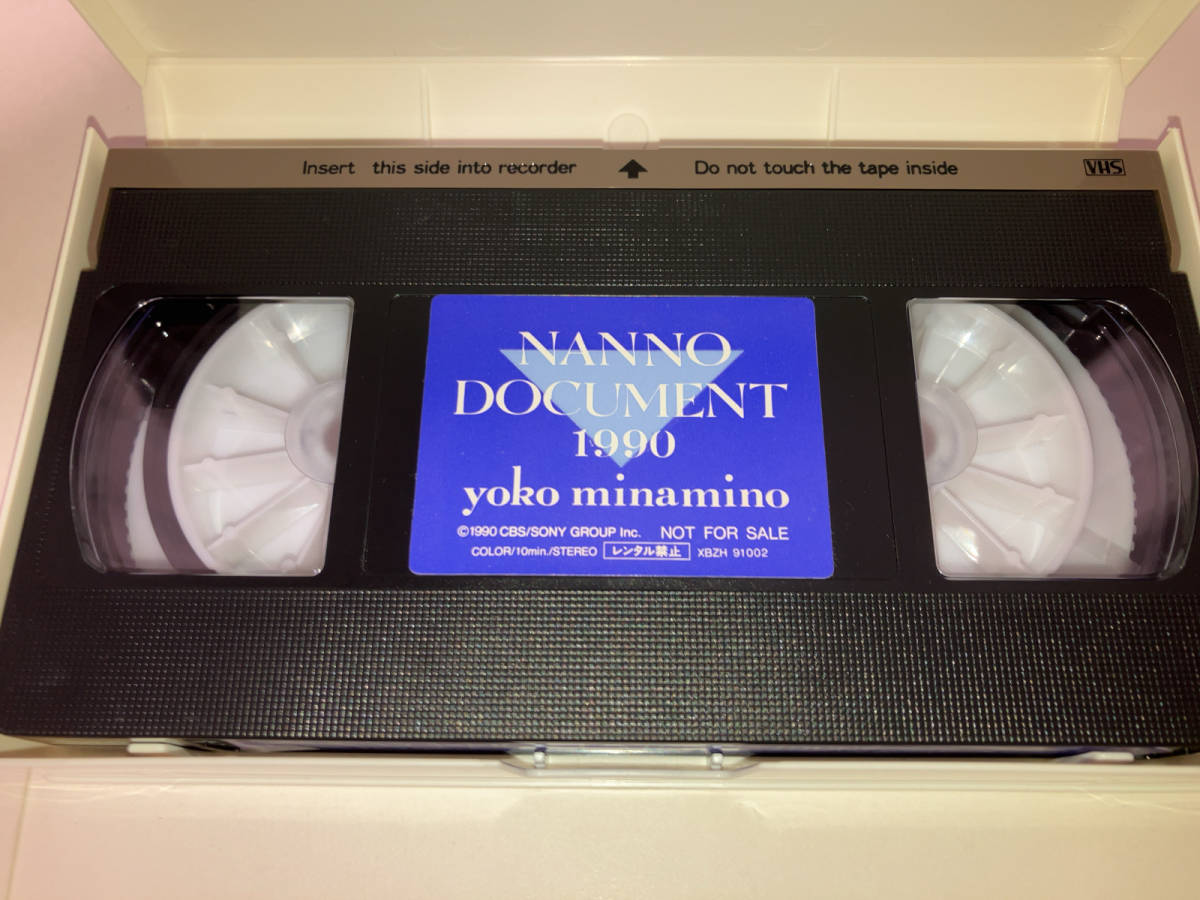 Insert this side into recorder ↑ Do not touch the tape inside VHS
NANNO
DOCUMENT
1990
yoko minamino
©1990 CBS/SONY GROUP Inc. NOT FOR SALE
COLOR/10min./STEREO レンタル禁止 XBZH 91002